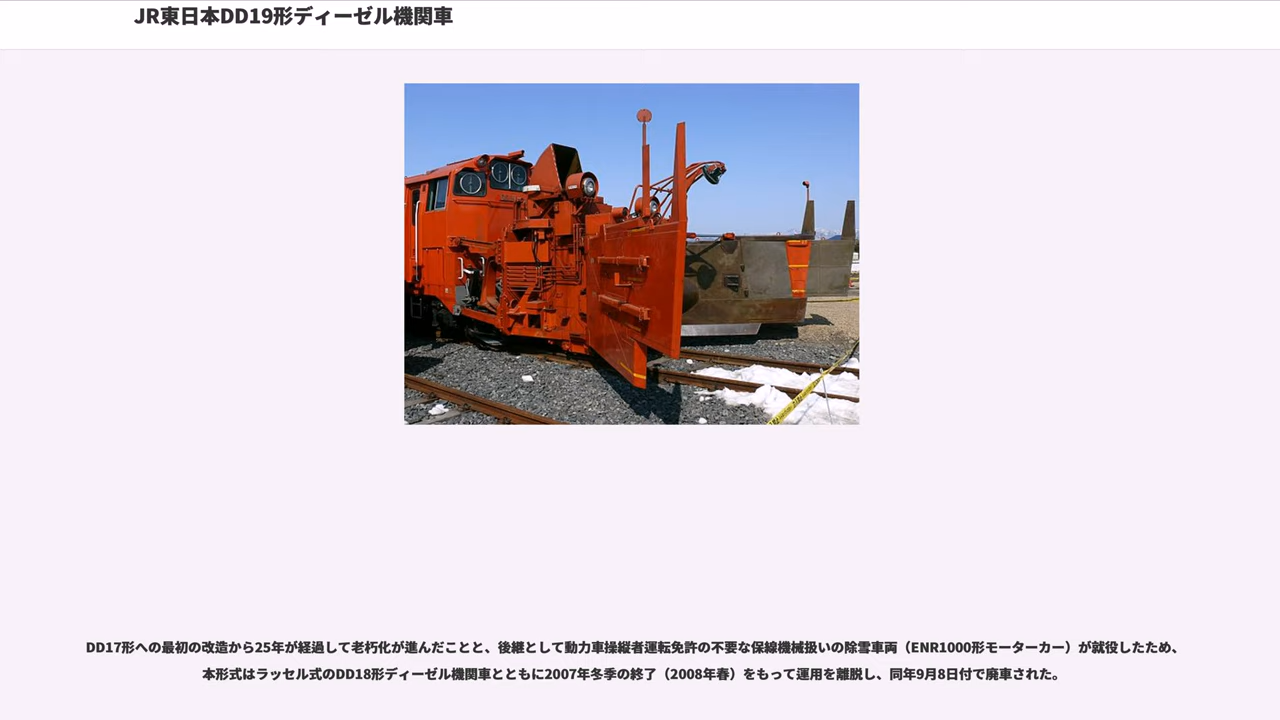 JR東日本DD19形ディーゼル機関車
DD17形への最初の改造から25年が経過して老朽化が進んだことと、後継として動力車操縦者運転免許の不要な保線機械扱いの除雪車両（ENR1000形モーターカー）が就役したため、
本形式はラッセル式のDD18形ディーゼル機関車とともに2007年冬季の終了（2008年春）をもって運用を離脱し、同年9月8日付で廃車された。